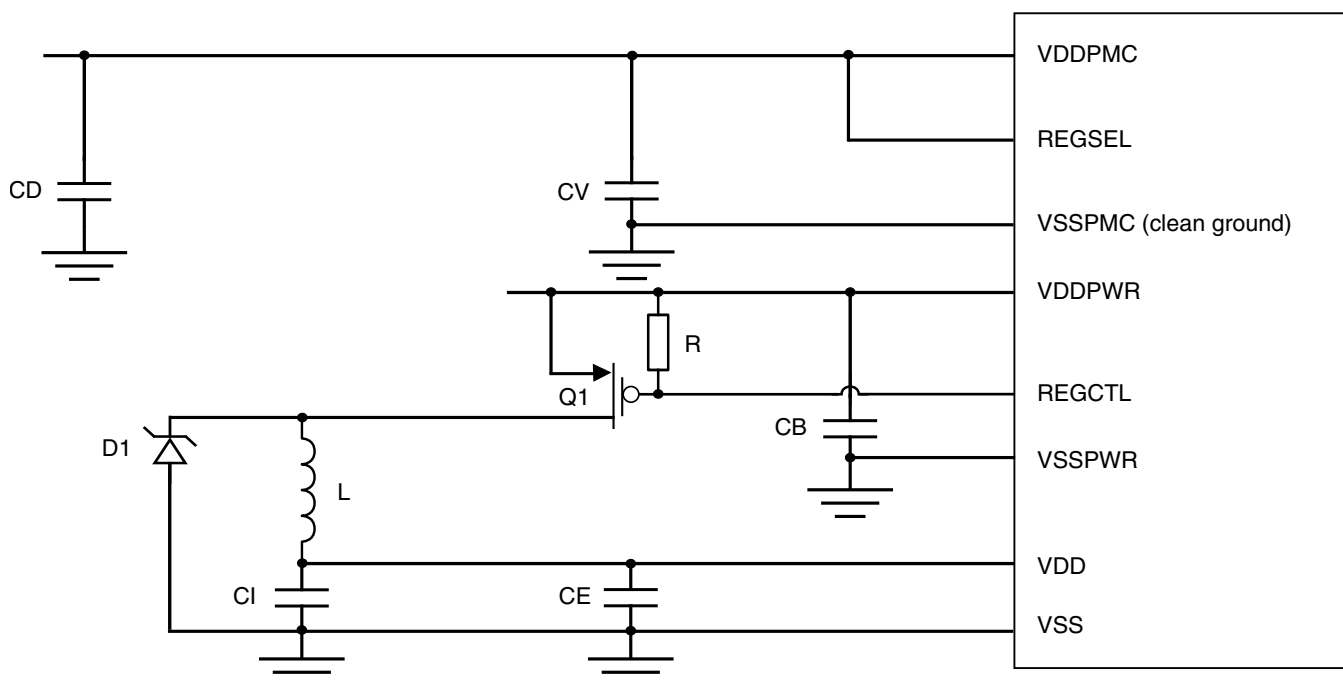 VDDPMC
REGSEL
CD
CV
VSSPMC (clean ground)
VDDPWR
R
Q1
REGCTL
CB
D1
VSSPWR
L
VDD
CI
CE
VSS